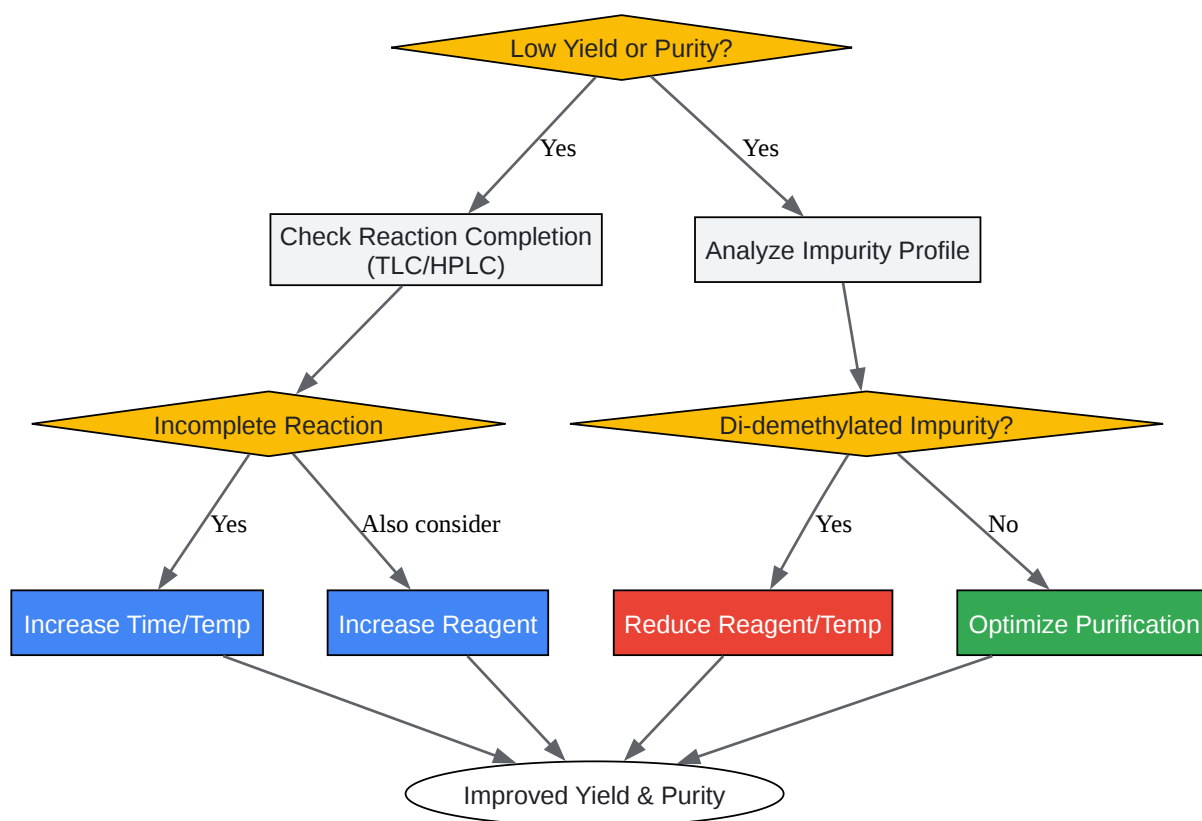 Low Yield or Purity?
Yes
Yes
Check Reaction Completion
(TLC/HPLC)
Analyze Impurity Profile
Incomplete Reaction
Di-demethylated Impurity?
Yes
Also consider
Yes
No
Increase Time/Temp
Increase Reagent
Reduce Reagent/Temp
Optimize Purification
Improved Yield & Purity